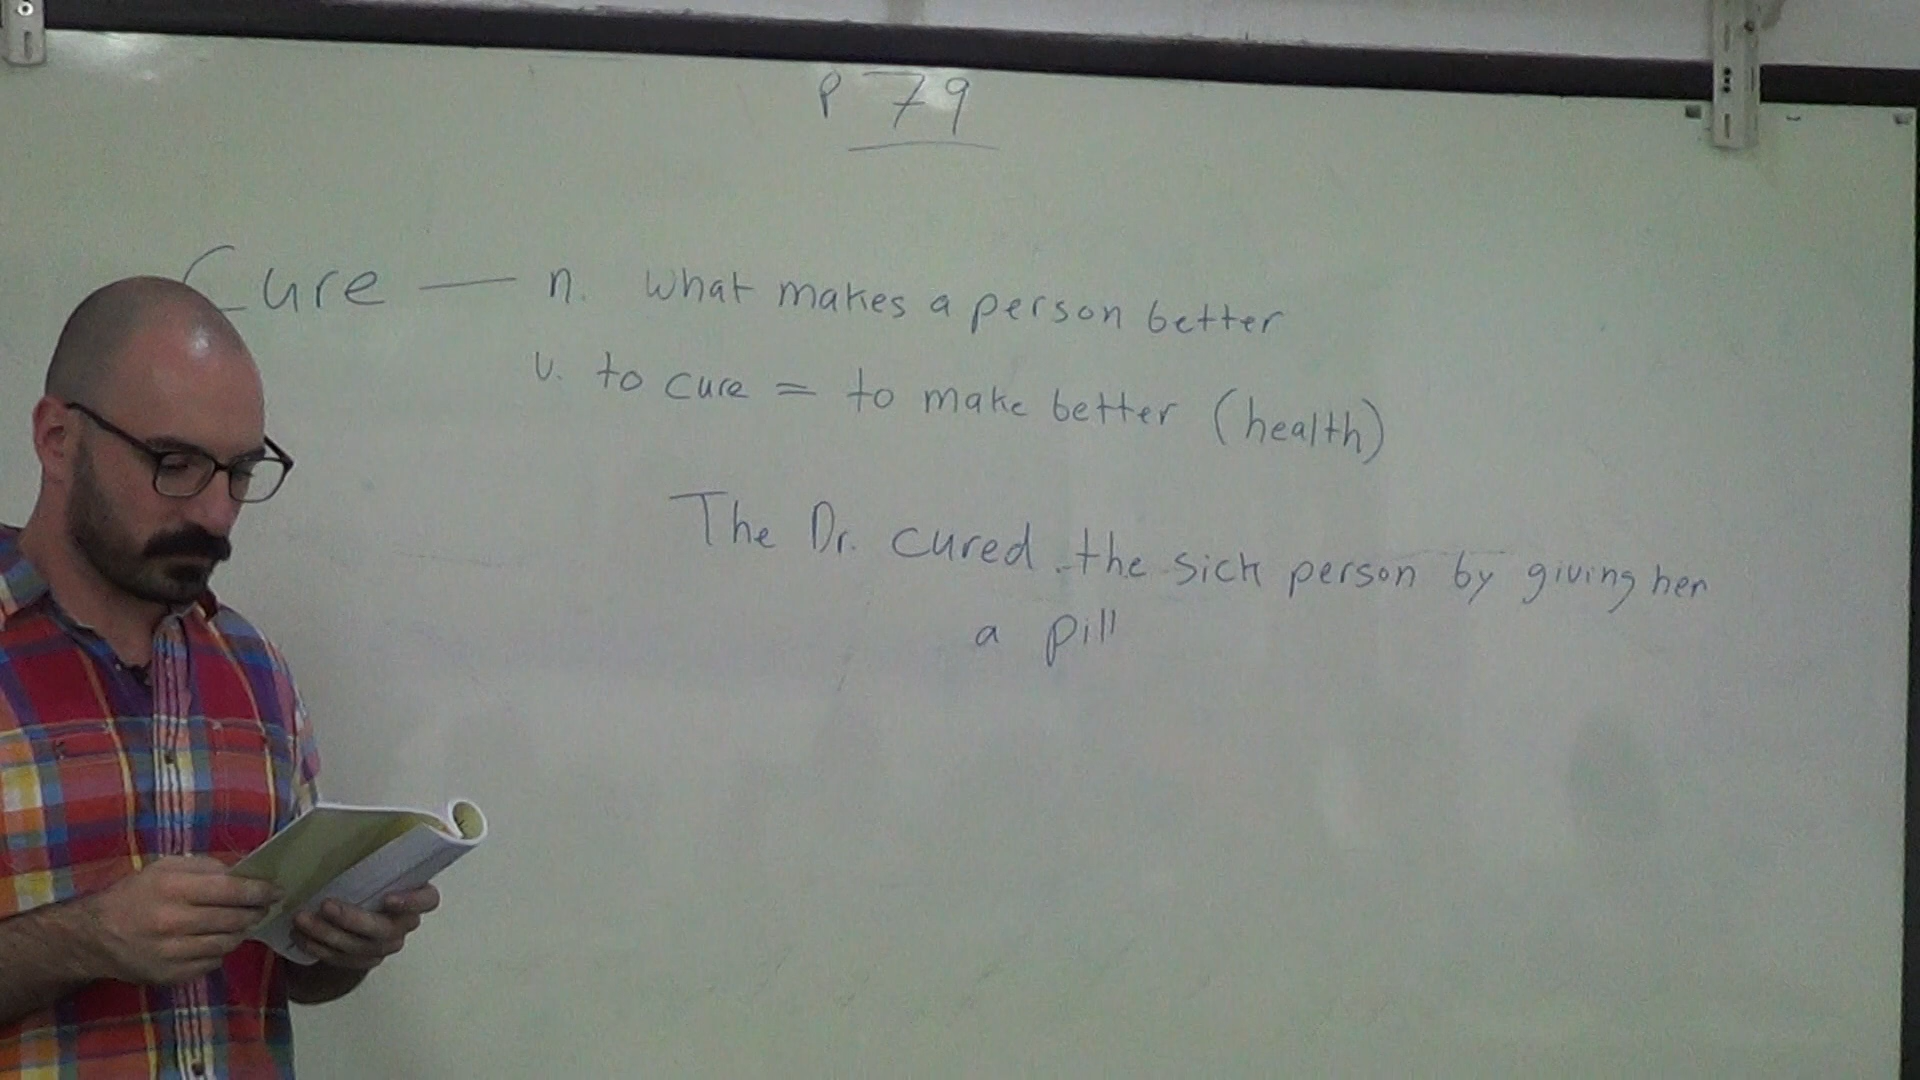 P 79
Cure — n. What makes a person better
v. to cure = to make better (health)
The Dr. cured the sick person by giving her
a pill